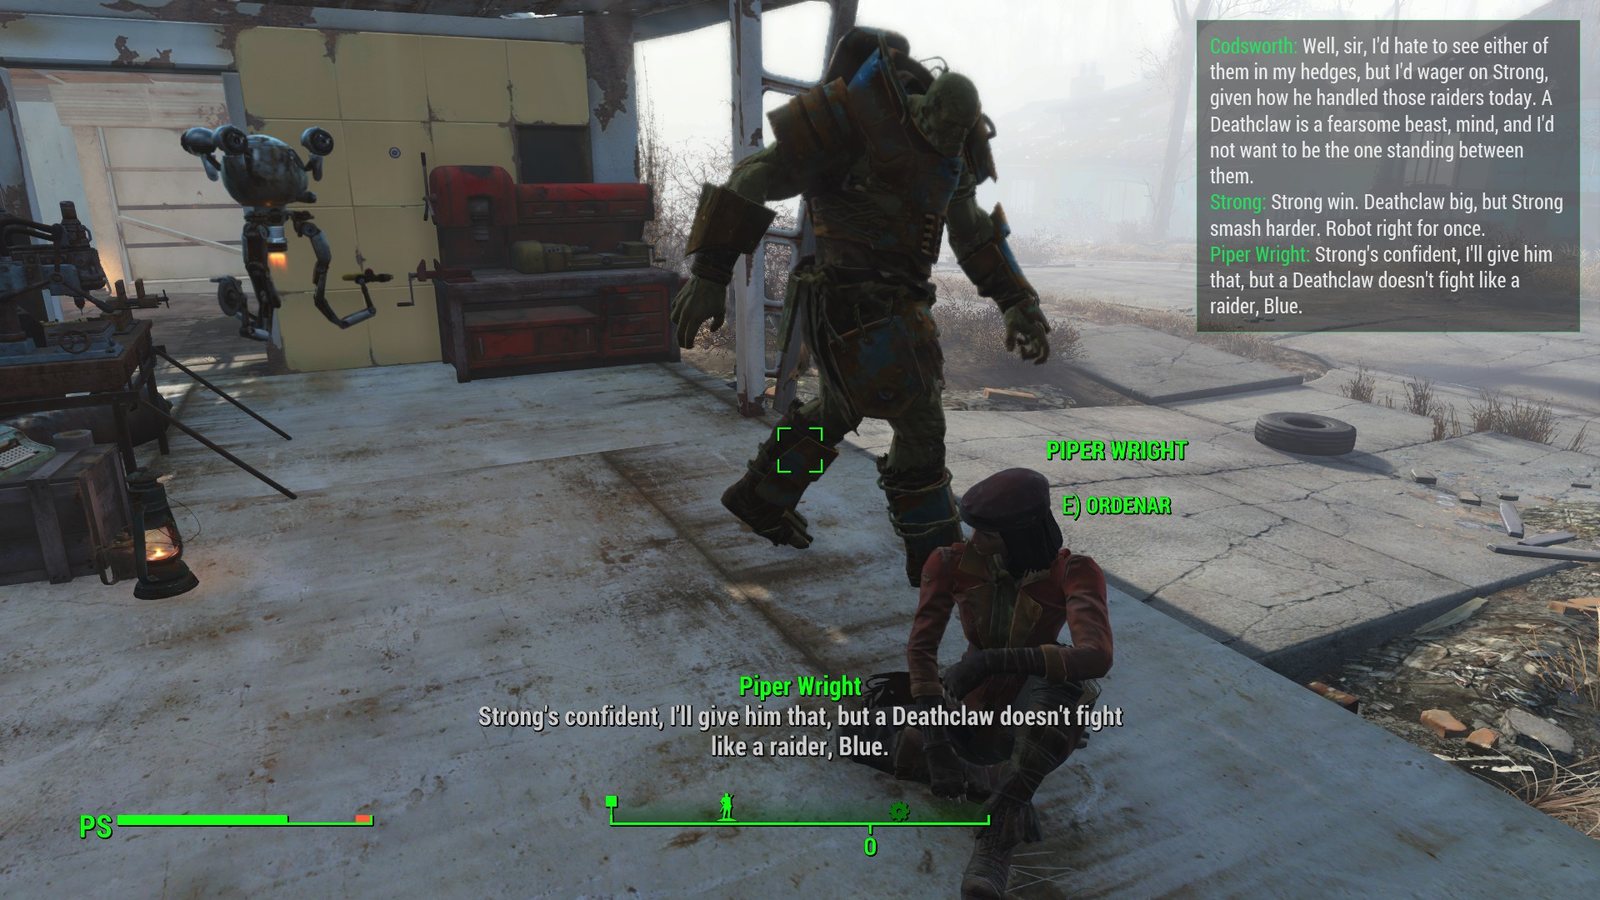 Codsworth: Well, sir, I'd hate to see either of
them in my hedges, but I'd wager on Strong,
given how he handled those raiders today. A
Deathclaw is a fearsome beast, mind, and I'd
not want to be the one standing between
them.
Strong: Strong win. Deathclaw big, but Strong
smash harder. Robot right for once.
Piper Wright: Strong's confident, I'll give him
that, but a Deathclaw doesn't fight like a
raider, Blue.
PIPER WRIGHT
E) ORDENAR
Piper Wright
Strong's confident, I'll give him that, but a Deathclaw doesn't fight
like a raider, Blue.
PS
O